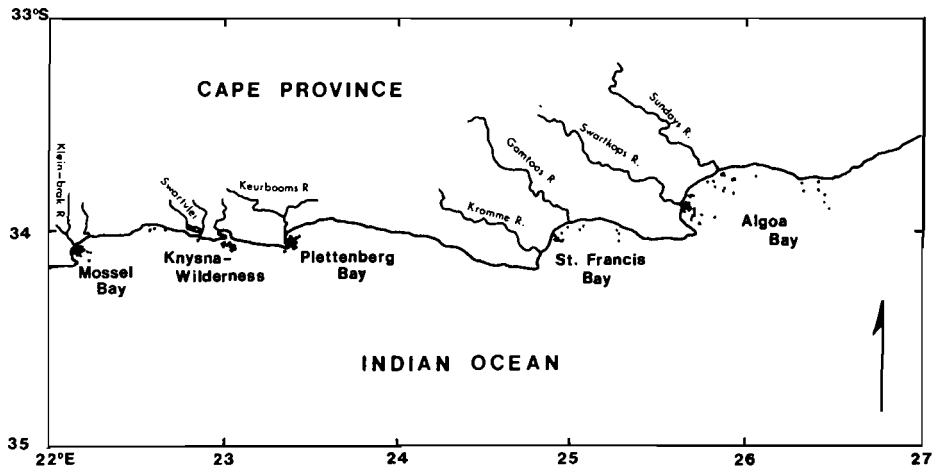 33°S
CAPE PROVINCE
Sundays R.
Swartkops R.
Gamtoos R
Klein-brak R
Swartvlei
Keurbooms R
Kromme R.
34
Algoa
Bay
Mossel
Bay
Knysna-
Wilderness
Plettenberg
Bay
St. Francis
Bay
INDIAN OCEAN
35
22°E
23
24
25
26
27